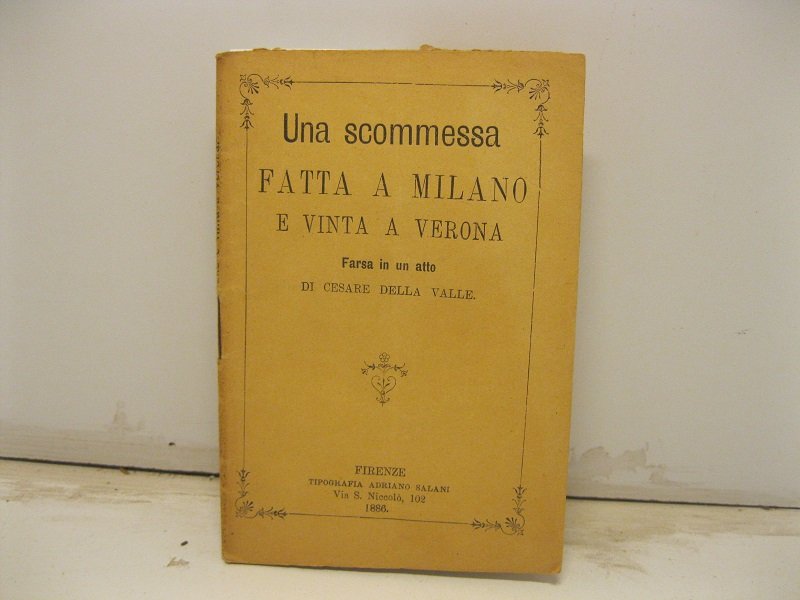 Una scommessa
FATTA A MILANO
E VINTA A VERONA
Farsa in un atto
DI CESARE DELLA VALLE.
FIRENZE
TIPOGRAFIA ADRIANO SALANI
Via S. Niccolò, 102
1886.